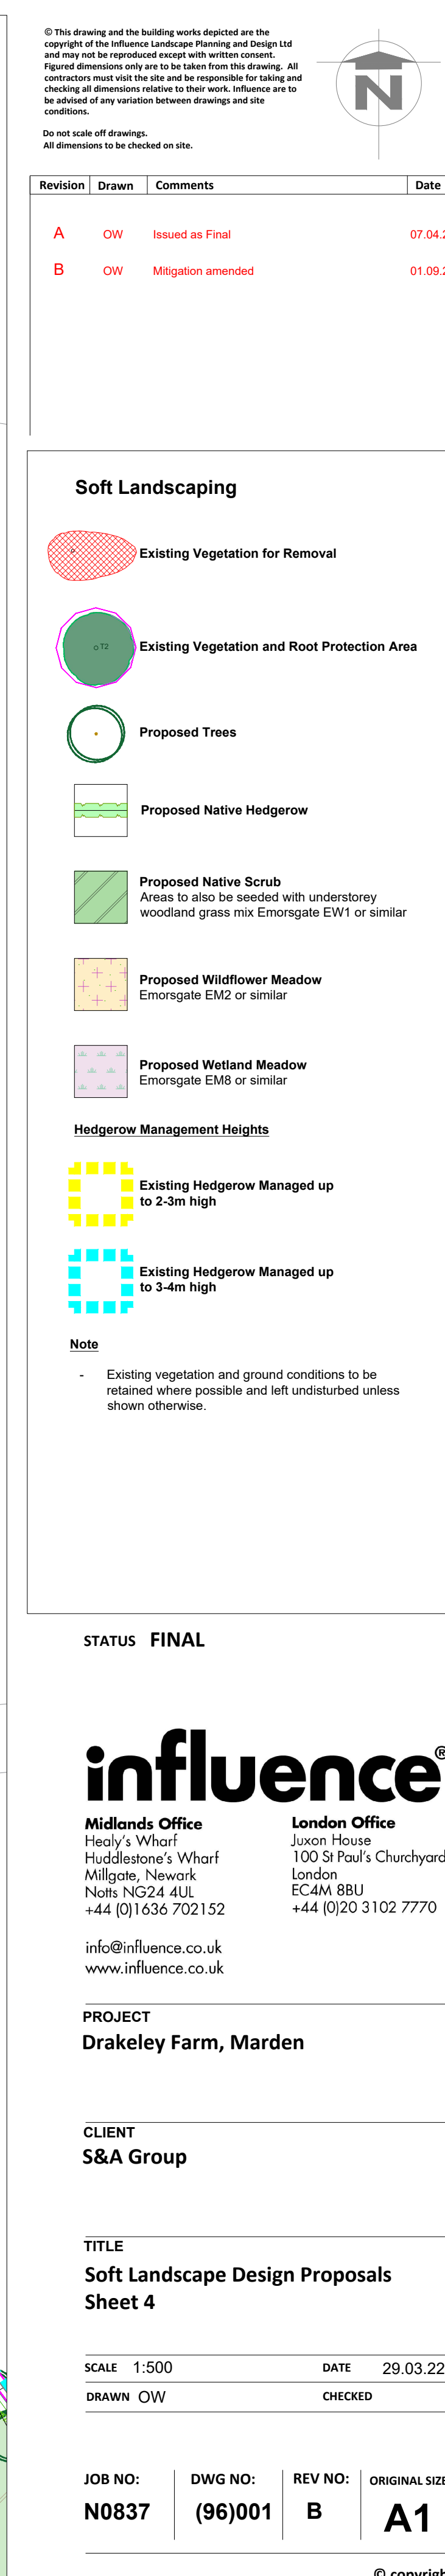 © This drawing and the building works depicted are the
copyright of the Influence Landscape Planning and Design Ltd
and may not be reproduced except with written consent.
Figured dimensions only are to be taken from this drawing. All
contractors must visit the site and be responsible for taking and
checking all dimensions relative to their work. Influence are to
be advised of any variation between drawings and site
conditions.
Do not scale off drawings.
All dimensions to be checked on site.
N
Revision Drawn Comments Date
A OW Issued as Final 07.04.2
B OW Mitigation amended 01.09.2
Soft Landscaping
Existing Vegetation for Removal
T2 Existing Vegetation and Root Protection Area
Proposed Trees
Proposed Native Hedgerow
Proposed Native Scrub
Areas to also be seeded with understorey
woodland grass mix Emorsgate EW1 or similar
Proposed Wildflower Meadow
Emorsgate EM2 or similar
Proposed Wetland Meadow
Emorsgate EM8 or similar
Hedgerow Management Heights
Existing Hedgerow Managed up
to 2-3m high
Existing Hedgerow Managed up
to 3-4m high
Note
- Existing vegetation and ground conditions to be
retained where possible and left undisturbed unless
shown otherwise.
STATUS FINAL
influence®
Midlands Office
Healy's Wharf
Huddlestone's Wharf
Millgate, Newark
Notts NG24 4UL
+44 (0)1636 702152
info@influence.co.uk
www.influence.co.uk
London Office
Juxon House
100 St Paul's Churchyard
London
EC4M 8BU
+44 (0)20 3102 7770
PROJECT
Drakeley Farm, Marden
CLIENT
S&A Group
TITLE
Soft Landscape Design Proposals
Sheet 4
SCALE 1:500 DATE 29.03.22
DRAWN OW CHECKED
JOB NO: DWG NO: REV NO: ORIGINAL SIZE
N0837 (96)001 B A1
© copyrigh